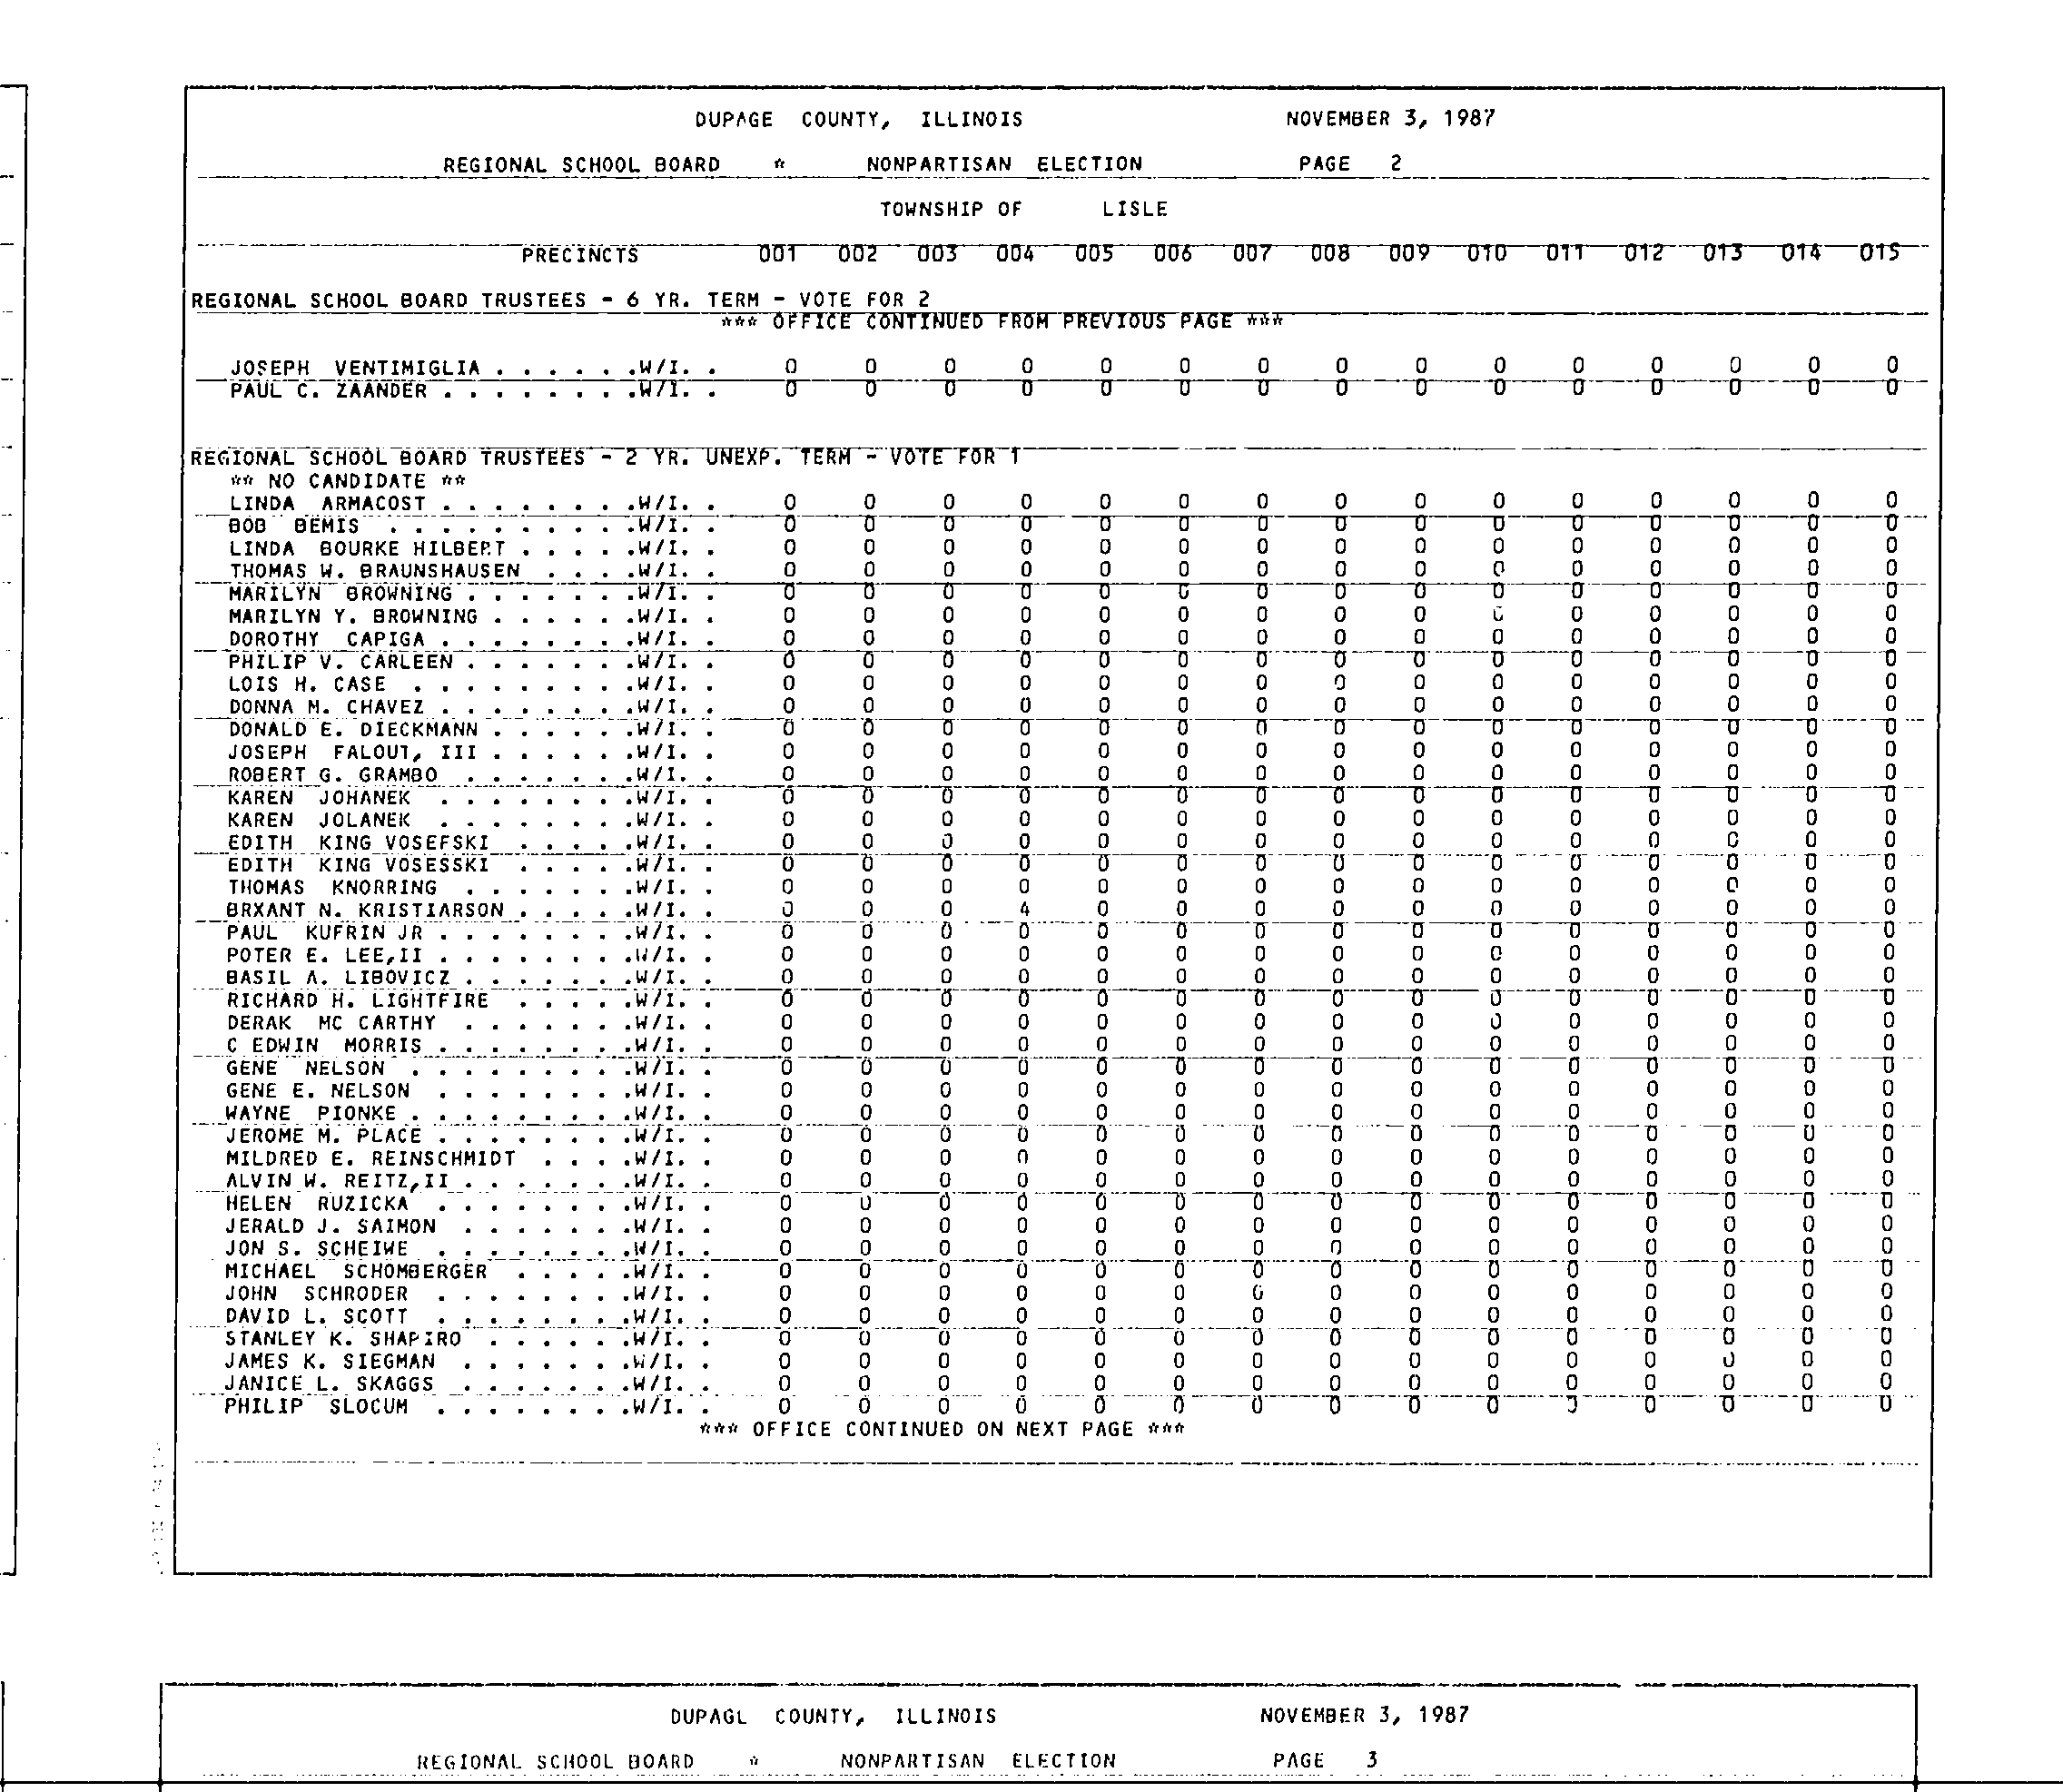 DUPAGE COUNTY, ILLINOIS NOVEMBER 3, 1987
REGIONAL SCHOOL BOARD * NONPARTISAN ELECTION PAGE 2
TOWNSHIP OF LISLE
PRECINCTS 001 002 003 004 005 006 007 008 009 010 011 012 013 014 015
REGIONAL SCHOOL BOARD TRUSTEES - 6 YR. TERM - VOTE FOR 2
*** OFFICE CONTINUED FROM PREVIOUS PAGE ***
JOSEPH VENTIMIGLIA . . . . . .W/I. . 0 0 0 0 0 0 0 0 0 0 0 0 0 0 0
PAUL C. ZAANDER . . . . . . . .W/I. . 0 0 0 0 0 0 0 0 0 0 0 0 0 0 0
REGIONAL SCHOOL BOARD TRUSTEES - 2 YR. UNEXP. TERM - VOTE FOR 1
** NO CANDIDATE **
LINDA ARMACOST . . . . . . . .W/I. . 0 0 0 0 0 0 0 0 0 0 0 0 0 0 0
BOB BEMIS . . . . . . . . . .W/I. . 0 0 0 0 0 0 0 0 0 0 0 0 0 0 0
LINDA BOURKE HILBERT . . . . .W/I. . 0 0 0 0 0 0 0 0 0 0 0 0 0 0 0
THOMAS W. BRAUNSHAUSEN . . . .W/I. . 0 0 0 0 0 0 0 0 0 0 0 0 0 0 0
MARILYN BROWNING . . . . . . .W/I. . 0 0 0 0 0 0 0 0 0 0 0 0 0 0 0
MARILYN Y. BROWNING . . . . . .W/I. . 0 0 0 0 0 0 0 0 0 0 0 0 0 0 0
DOROTHY CAPIGA . . . . . . . .W/I. . 0 0 0 0 0 0 0 0 0 0 0 0 0 0 0
PHILIP V. CARLEEN . . . . . . .W/I. . 0 0 0 0 0 0 0 0 0 0 0 0 0 0 0
LOIS H. CASE . . . . . . . . .W/I. . 0 0 0 0 0 0 0 0 0 0 0 0 0 0 0
DONNA M. CHAVEZ . . . . . . . .W/I. . 0 0 0 0 0 0 0 0 0 0 0 0 0 0 0
DONALD E. DIECKMANN . . . . . .W/I. . 0 0 0 0 0 0 0 0 0 0 0 0 0 0 0
JOSEPH FALOUT, III . . . . . .W/I. . 0 0 0 0 0 0 0 0 0 0 0 0 0 0 0
ROBERT G. GRAMBO . . . . . . .W/I. . 0 0 0 0 0 0 0 0 0 0 0 0 0 0 0
KAREN JOHANEK . . . . . . . .W/I. . 0 0 0 0 0 0 0 0 0 0 0 0 0 0 0
KAREN JOLANEK . . . . . . . .W/I. . 0 0 0 0 0 0 0 0 0 0 0 0 0 0 0
EDITH KING VOSEFSKI . . . . .W/I. . 0 0 0 0 0 0 0 0 0 0 0 0 0 0 0
EDITH KING VOSESSKI . . . . .W/I. . 0 0 0 0 0 0 0 0 0 0 0 0 0 0 0
THOMAS KNORRING . . . . . . .W/I. . 0 0 0 0 0 0 0 0 0 0 0 0 0 0 0
BRXANT N. KRISTIARSON . . . . .W/I. . 0 0 0 4 0 0 0 0 0 0 0 0 0 0 0
PAUL KUFRIN JR . . . . . . . .W/I. . 0 0 0 0 0 0 0 0 0 0 0 0 0 0 0
POTER E. LEE,II . . . . . . . .W/I. . 0 0 0 0 0 0 0 0 0 0 0 0 0 0 0
BASIL A. LIBOVICZ . . . . . . .W/I. . 0 0 0 0 0 0 0 0 0 0 0 0 0 0 0
RICHARD H. LIGHTFIRE . . . . .W/I. . 0 0 0 0 0 0 0 0 0 0 0 0 0 0 0
DERAK MC CARTHY . . . . . . .W/I. . 0 0 0 0 0 0 0 0 0 0 0 0 0 0 0
C EDWIN MORRIS . . . . . . . .W/I. . 0 0 0 0 0 0 0 0 0 0 0 0 0 0 0
GENE NELSON . . . . . . . . .W/I. . 0 0 0 0 0 0 0 0 0 0 0 0 0 0 0
GENE E. NELSON . . . . . . . .W/I. . 0 0 0 0 0 0 0 0 0 0 0 0 0 0 0
WAYNE PIONKE . . . . . . . . .W/I. . 0 0 0 0 0 0 0 0 0 0 0 0 0 0 0
JEROME M. PLACE . . . . . . . .W/I. . 0 0 0 0 0 0 0 0 0 0 0 0 0 0 0
MILDRED E. REINSCHMIDT . . . .W/I. . 0 0 0 0 0 0 0 0 0 0 0 0 0 0 0
ALVIN W. REITZ,II . . . . . . .W/I. . 0 0 0 0 0 0 0 0 0 0 0 0 0 0 0
HELEN RUZICKA . . . . . . . .W/I. . 0 0 0 0 0 0 0 0 0 0 0 0 0 0 0
JERALD J. SAIMON . . . . . . .W/I. . 0 0 0 0 0 0 0 0 0 0 0 0 0 0 0
JON S. SCHEIWE . . . . . . . .W/I. . 0 0 0 0 0 0 0 0 0 0 0 0 0 0 0
MICHAEL SCHOMBERGER . . . . .W/I. . 0 0 0 0 0 0 0 0 0 0 0 0 0 0 0
JOHN SCHRODER . . . . . . . .W/I. . 0 0 0 0 0 0 0 0 0 0 0 0 0 0 0
DAVID L. SCOTT . . . . . . . .W/I. . 0 0 0 0 0 0 0 0 0 0 0 0 0 0 0
STANLEY K. SHAPIRO . . . . . .W/I. . 0 0 0 0 0 0 0 0 0 0 0 0 0 0 0
JAMES K. SIEGMAN . . . . . . .W/I. . 0 0 0 0 0 0 0 0 0 0 0 0 0 0 0
JANICE L. SKAGGS . . . . . . .W/I. . 0 0 0 0 0 0 0 0 0 0 0 0 0 0 0
PHILIP SLOCUM . . . . . . . .W/I. . 0 0 0 0 0 0 0 0 0 0 0 0 0 0 0
*** OFFICE CONTINUED ON NEXT PAGE ***
DUPAGL COUNTY, ILLINOIS NOVEMBER 3, 1987
REGIONAL SCHOOL BOARD * NONPARTISAN ELECTION PAGE 3